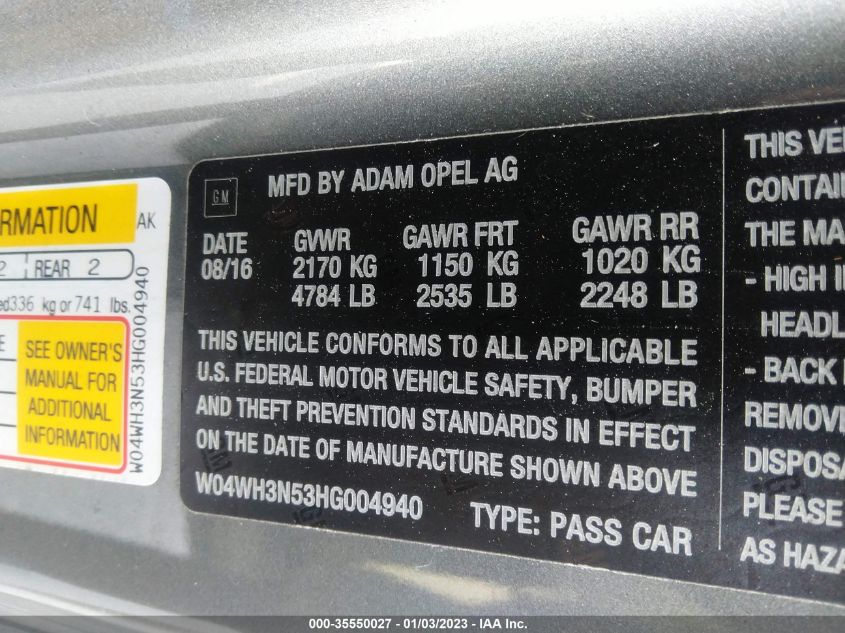 RMATION
AK
2 REAR 2
ed336 kg or 741 lbs.
E
SEE OWNER'S
MANUAL FOR
ADDITIONAL
INFORMATION
W04WH3N53HG004940
GM
MFD BY ADAM OPEL AG
DATE GVWR GAWR FRT GAWR RR
08/16 2170 KG 1150 KG 1020 KG
4784 LB 2535 LB 2248 LB
THIS VEHICLE CONFORMS TO ALL APPLICABLE
U.S. FEDERAL MOTOR VEHICLE SAFETY, BUMPER
AND THEFT PREVENTION STANDARDS IN EFFECT
ON THE DATE OF MANUFACTURE SHOWN ABOVE
W04WH3N53HG004940 TYPE: PASS CAR
THIS VE
CONTAI
THE MA
- HIGH I
HEADL
- BACK
REMOV
DISPOSA
PLEASE
AS HAZA
000-35550027 - 01/03/2023 - IAA Inc.